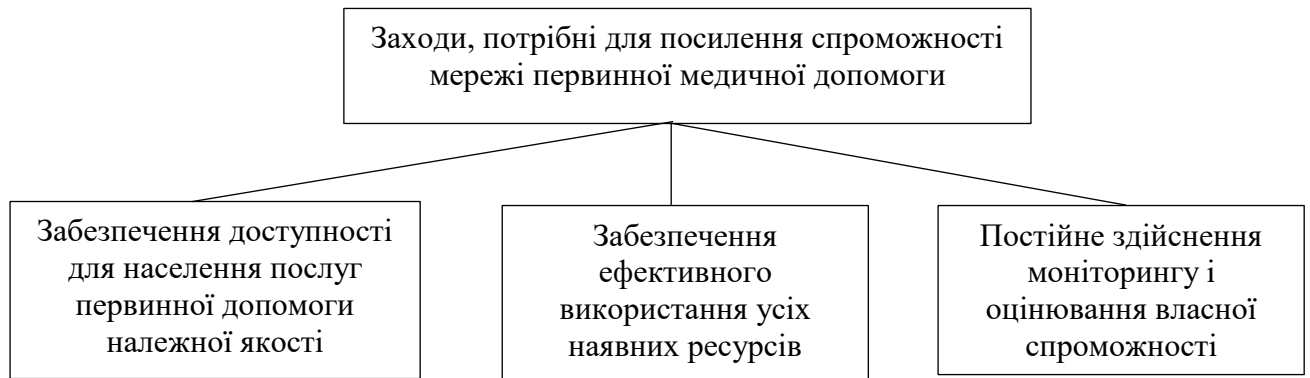 Заходи, потрібні для посилення спроможності
мережі первинної медичної допомоги
Забезпечення доступності
для населення послуг
первинної допомоги
належної якості
Забезпечення
ефективного
використання усіх
наявних ресурсів
Постійне здійснення
моніторингу і
оцінювання власної
спроможності